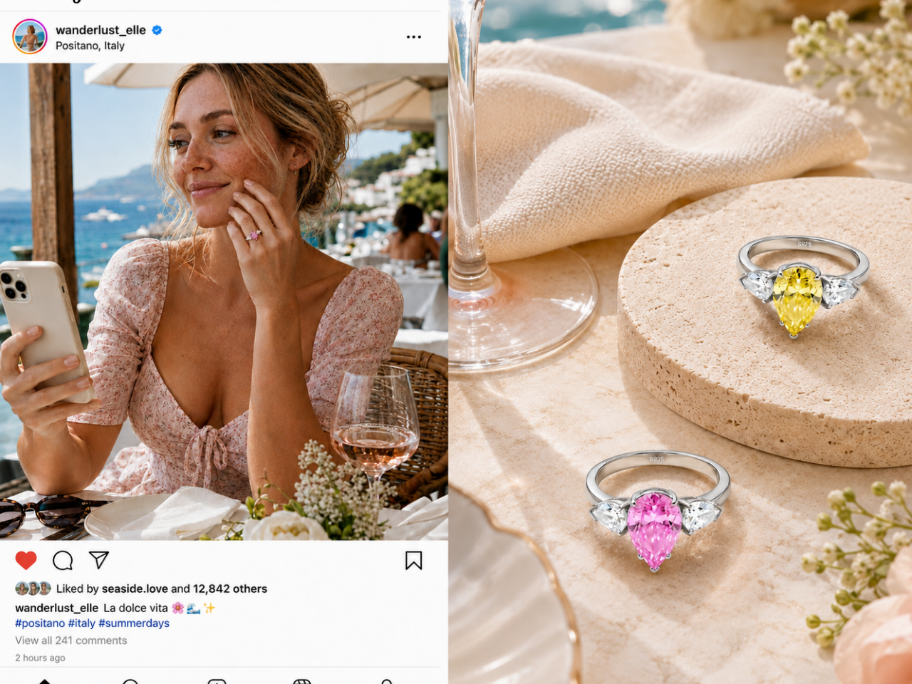 wanderlust_elle
Positano, Italy
Liked by seaside.love and 12,842 others
wanderlust_elle La dolce vita 🌸🌊✨
#positano #italy #summerdays
View all 241 comments
2 hours ago